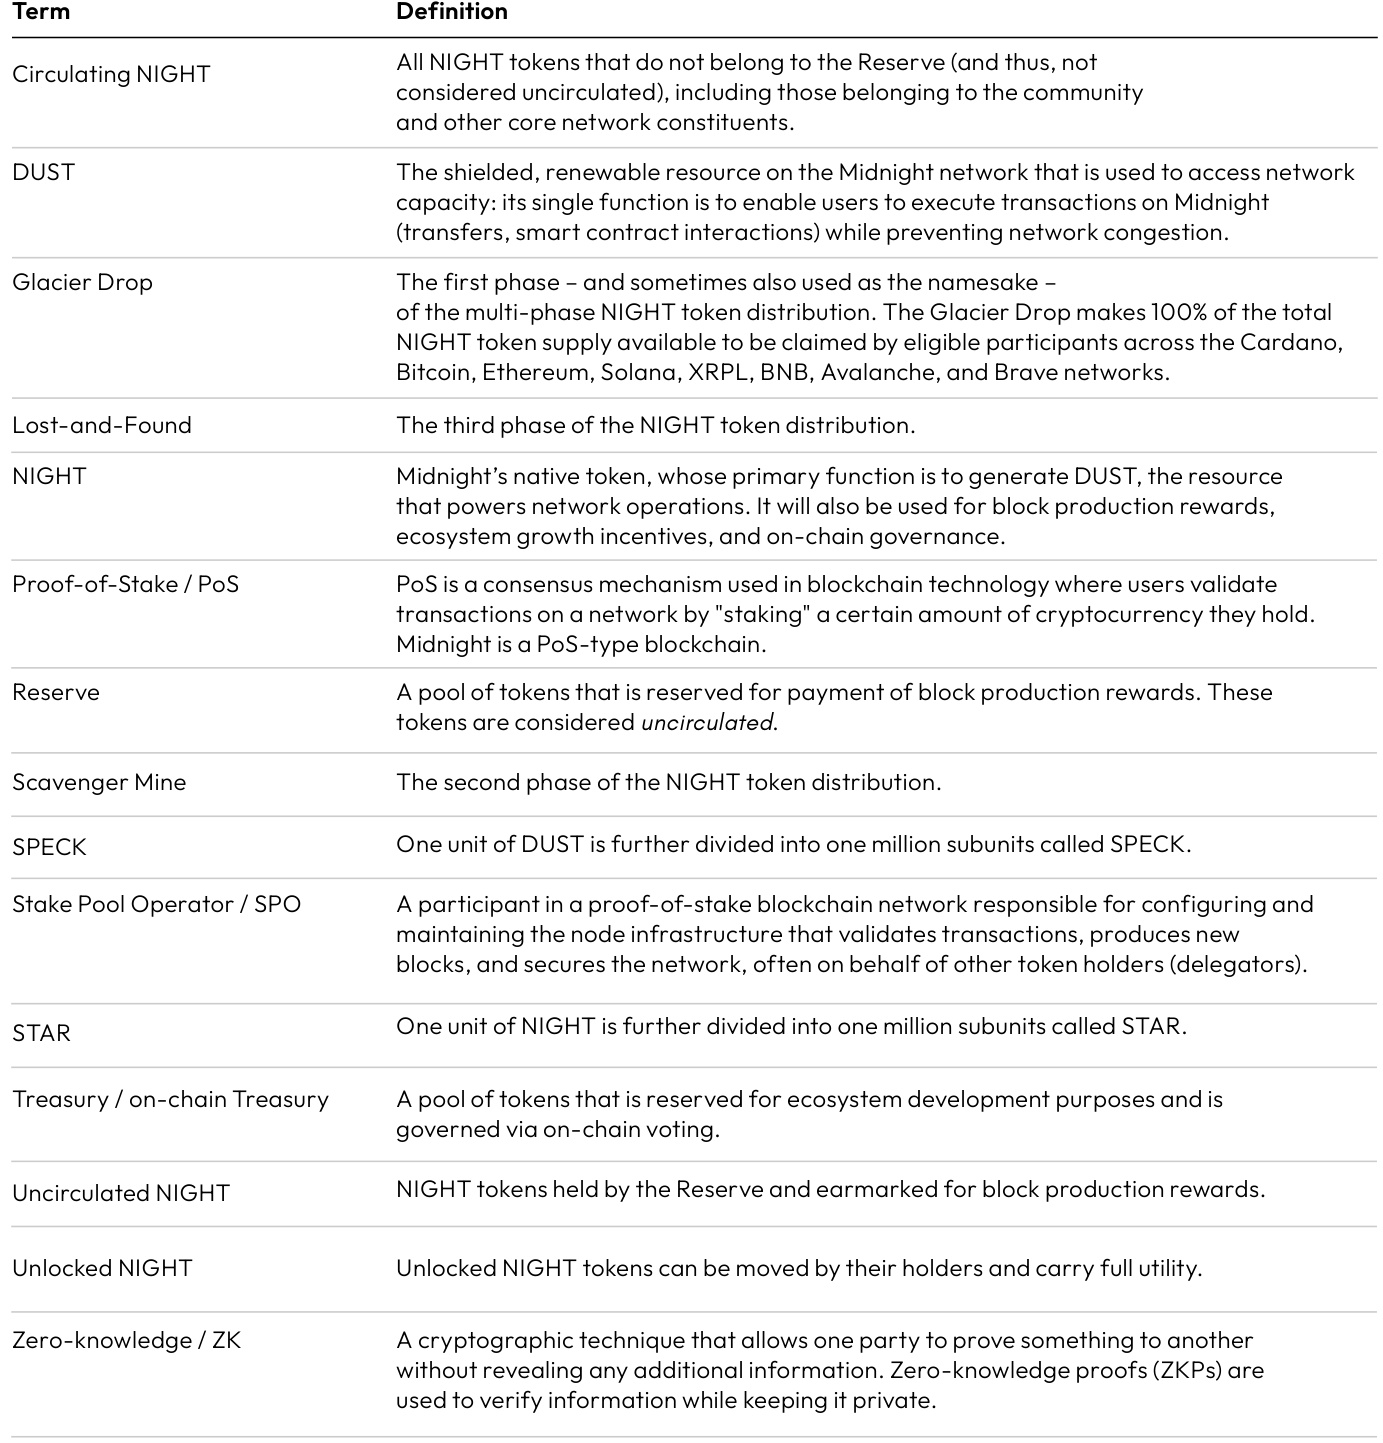 Term Definition
Circulating NIGHT
All NIGHT tokens that do not belong to the Reserve (and thus, not
considered uncirculated), including those belonging to the community
and other core network constituents.
DUST
The shielded, renewable resource on the Midnight network that is used to access network
capacity: its single function is to enable users to execute transactions on Midnight
(transfers, smart contract interactions) while preventing network congestion.
Glacier Drop
The first phase – and sometimes also used as the namesake –
of the multi-phase NIGHT token distribution. The Glacier Drop makes 100% of the total
NIGHT token supply available to be claimed by eligible participants across the Cardano,
Bitcoin, Ethereum, Solana, XRPL, BNB, Avalanche, and Brave networks.
Lost-and-Found
The third phase of the NIGHT token distribution.
NIGHT
Midnight’s native token, whose primary function is to generate DUST, the resource
that powers network operations. It will also be used for block production rewards,
ecosystem growth incentives, and on-chain governance.
Proof-of-Stake / PoS
PoS is a consensus mechanism used in blockchain technology where users validate
transactions on a network by "staking" a certain amount of cryptocurrency they hold.
Midnight is a PoS-type blockchain.
Reserve
A pool of tokens that is reserved for payment of block production rewards. These
tokens are considered uncirculated.
Scavenger Mine
The second phase of the NIGHT token distribution.
SPECK
One unit of DUST is further divided into one million subunits called SPECK.
Stake Pool Operator / SPO
A participant in a proof-of-stake blockchain network responsible for configuring and
maintaining the node infrastructure that validates transactions, produces new
blocks, and secures the network, often on behalf of other token holders (delegators).
STAR
One unit of NIGHT is further divided into one million subunits called STAR.
Treasury / on-chain Treasury
A pool of tokens that is reserved for ecosystem development purposes and is
governed via on-chain voting.
Uncirculated NIGHT
NIGHT tokens held by the Reserve and earmarked for block production rewards.
Unlocked NIGHT
Unlocked NIGHT tokens can be moved by their holders and carry full utility.
Zero-knowledge / ZK
A cryptographic technique that allows one party to prove something to another
without revealing any additional information. Zero-knowledge proofs (ZKPs) are
used to verify information while keeping it private.